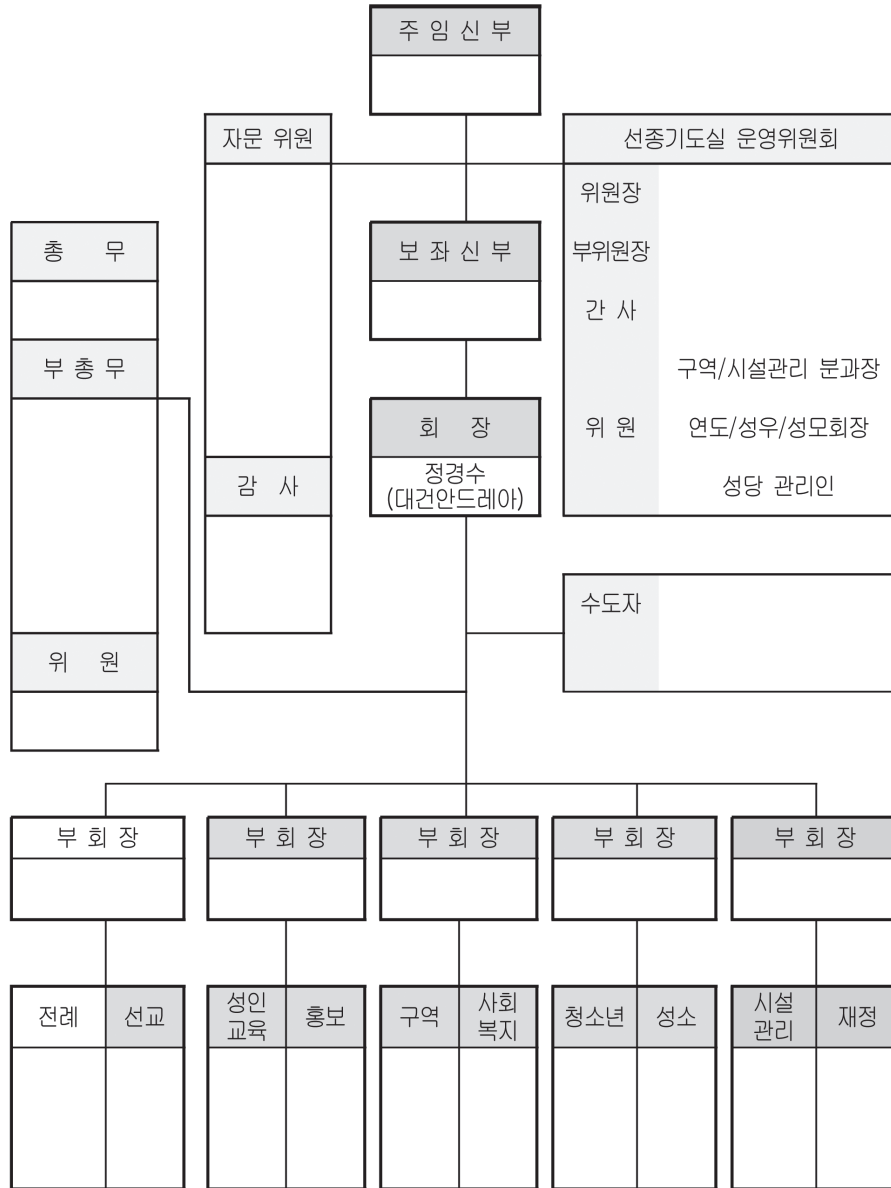 주 임 신 부
자문 위원
선종기도실 운영위원회
위원장
총 무
보 좌 신 부
부위원장
간 사
부 총 무
구역/시설관리 분과장
회 장
위 원
연도/성우/성모회장
정경수
(대건안드레아)
감 사
성당 관리인
수도자
위 원
부 회 장
부 회 장
부 회 장
부 회 장
부 회 장
전례
선교
성인
교육
홍보
구역
사회
복지
청소년
성소
시설
관리
재정